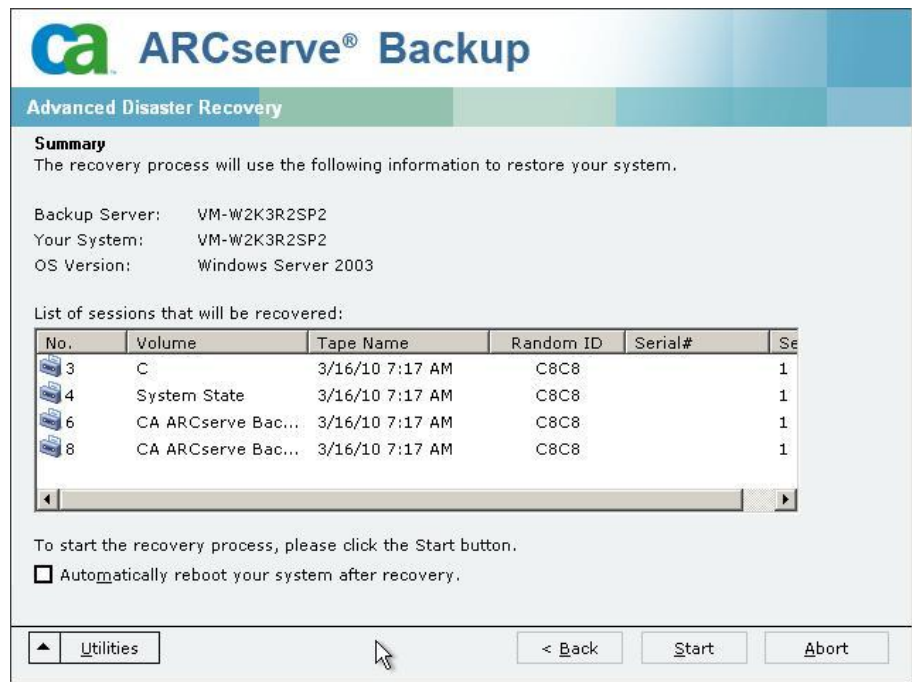 ca ARCserve® Backup
Advanced Disaster Recovery
Summary
The recovery process will use the following information to restore your system.
Backup Server: VM-W2K3R2SP2
Your System: VM-W2K3R2SP2
OS Version: Windows Server 2003
List of sessions that will be recovered:
No. Volume Tape Name Random ID Serial# Se
3 C 3/16/10 7:17 AM C8C8 1
4 System State 3/16/10 7:17 AM C8C8 1
6 CA ARCserve Bac... 3/16/10 7:17 AM C8C8 1
8 CA ARCserve Bac... 3/16/10 7:17 AM C8C8 1
To start the recovery process, please click the Start button.
Automatically reboot your system after recovery.
Utilities < Back Start Abort